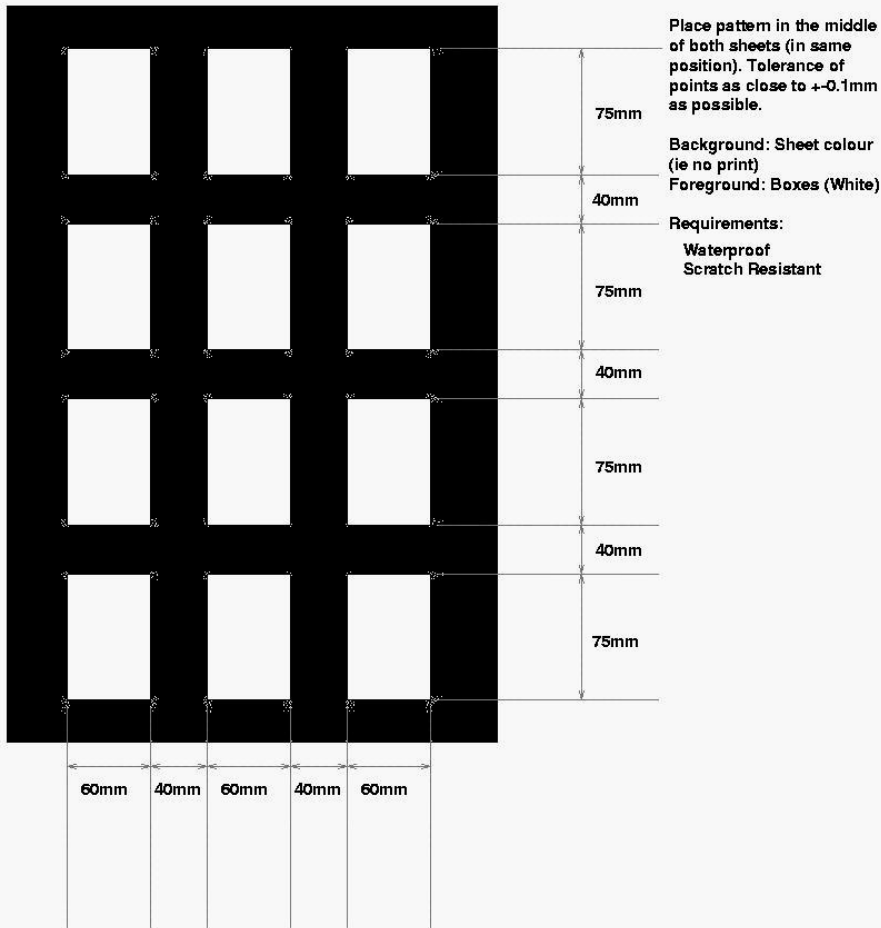 Place pattern in the middle
of both sheets (in same
position). Tolerance of
points as close to +-0.1mm
as possible.
Background: Sheet colour
(ie no print)
Foreground: Boxes (White)
Requirements:
Waterproof
Scratch Resistant
75mm
40mm
75mm
40mm
75mm
40mm
75mm
60mm 40mm 60mm 40mm 60mm